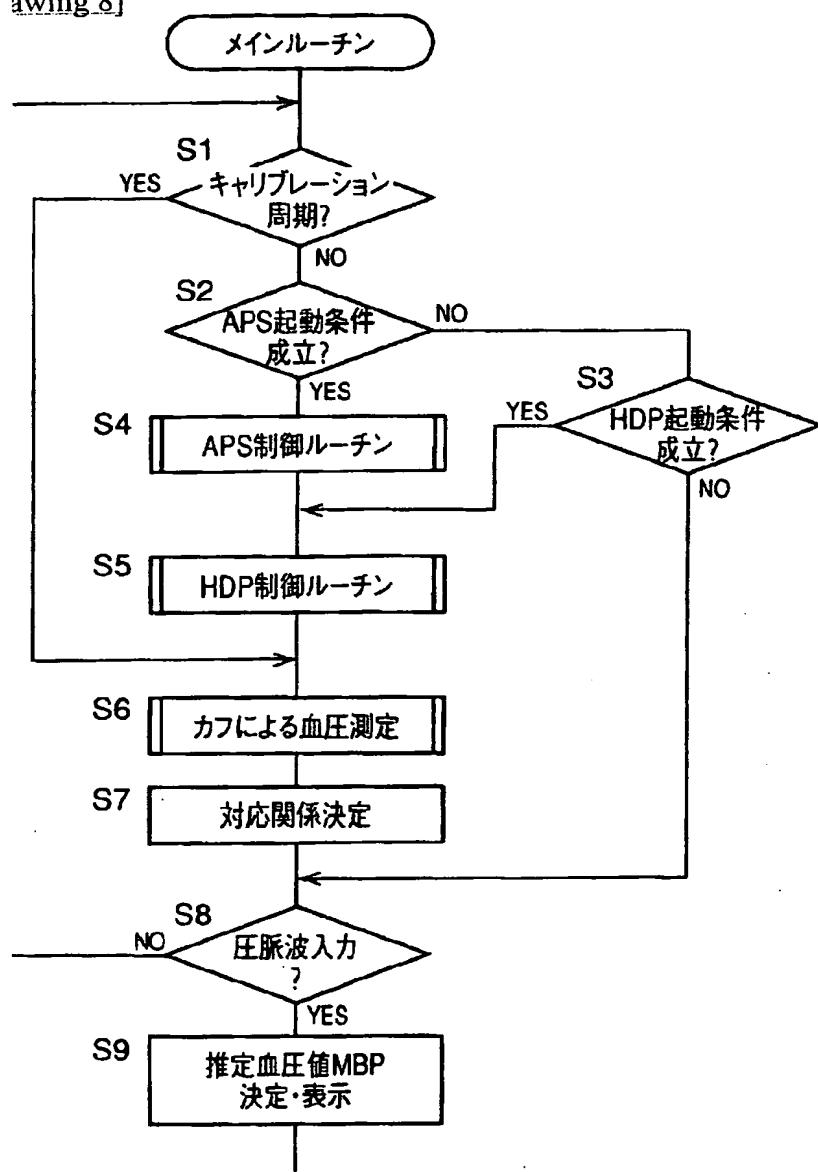 awing 8]
メインルーチン
S1
YES
キャリブレーション
周期?
NO
S2
APS起動条件
成立?
NO
YES
S3
HDP起動条件
成立?
YES
NO
S4
APS制御ルーチン
S5
HDP制御ルーチン
S6
カフによる血圧測定
S7
対応関係決定
S8
圧脈波入力
?
NO
YES
S9
推定血圧値MBP
決定・表示